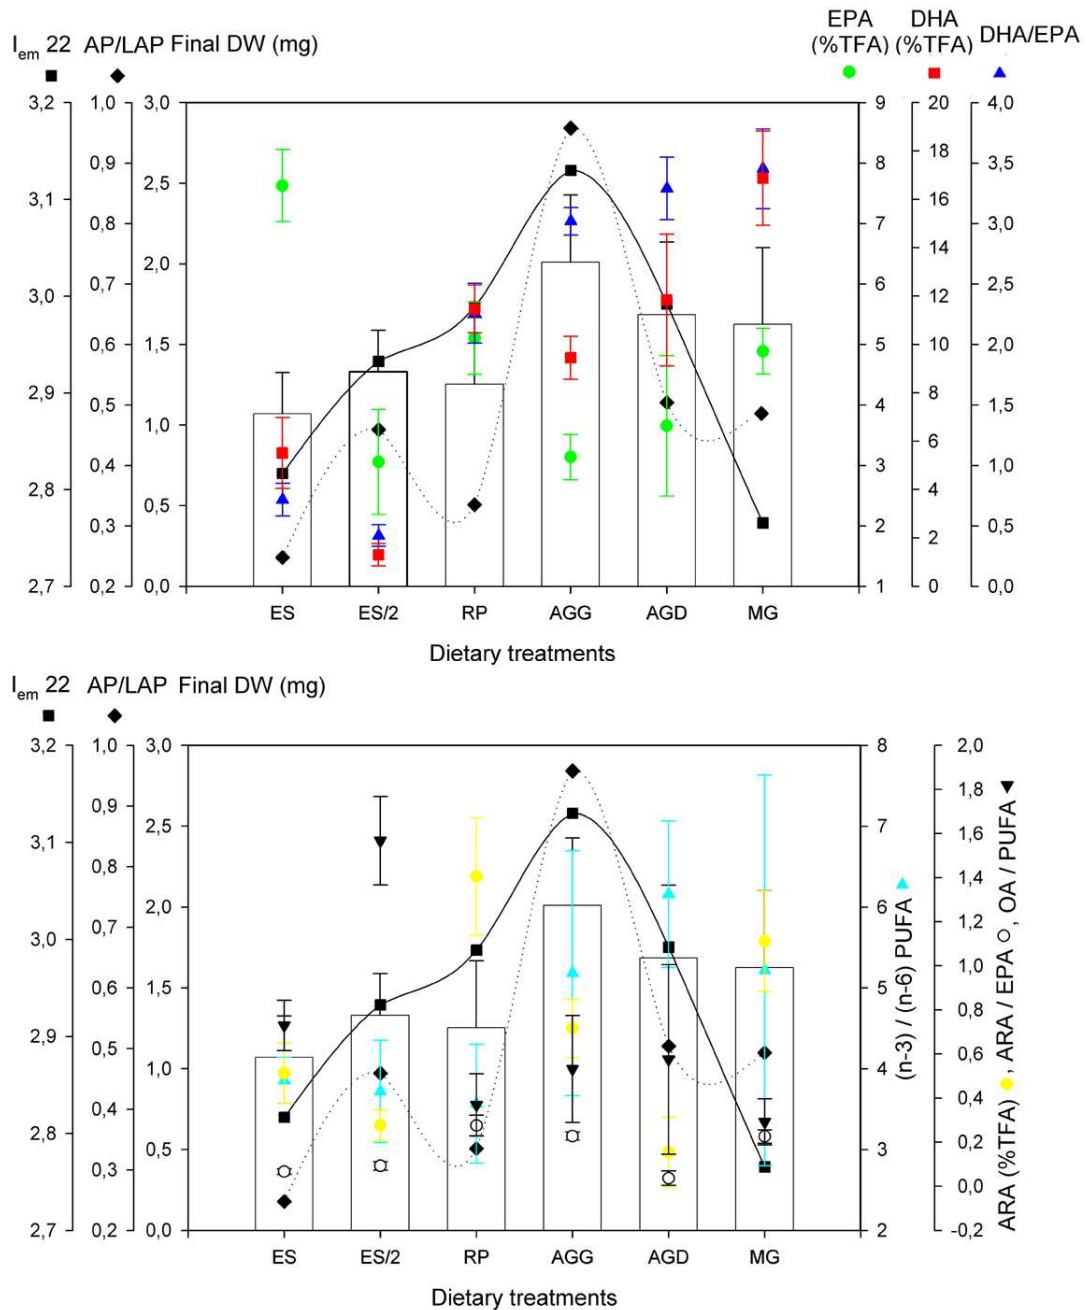 EPA DHA
(%TFA) (%TFA) DHA/EPA
Iem 22 AP/LAP Final DW (mg)
3,2 1,0 3,0 9 20 4,0
0,9 8 18 3,5
3,1 2,5 16
0,8 7 3,0
2,0 14
3,0 0,7 6 12 2,5
0,6 1,5 5 10 2,0
2,9 0,5 4 8 1,5
1,0 6
0,4 3 1,0
2,8 0,5 4
0,3 2 2 0,5
2,7 0,2 0,0 1 0 0,0
ES ES/2 RP AGG AGD MG
Dietary treatments
Iem 22 AP/LAP Final DW (mg)
3,2 1,0 3,0 8 2,0
0,9 1,8
3,1 2,5 7 1,6
0,8 1,4
0,7 2,0 6 1,2
3,0 1,0
0,6 1,5 5 0,8
2,9 0,5 0,6
1,0 4 0,4
0,4
2,8 0,5 3 0,2
0,3 0,0
2,7 0,2 0,0 2 -0,2
(n-3) / (n-6) PUFA
ARA (%TFA) , ARA / EPA , OA / PUFA
ES ES/2 RP AGG AGD MG
Dietary treatments